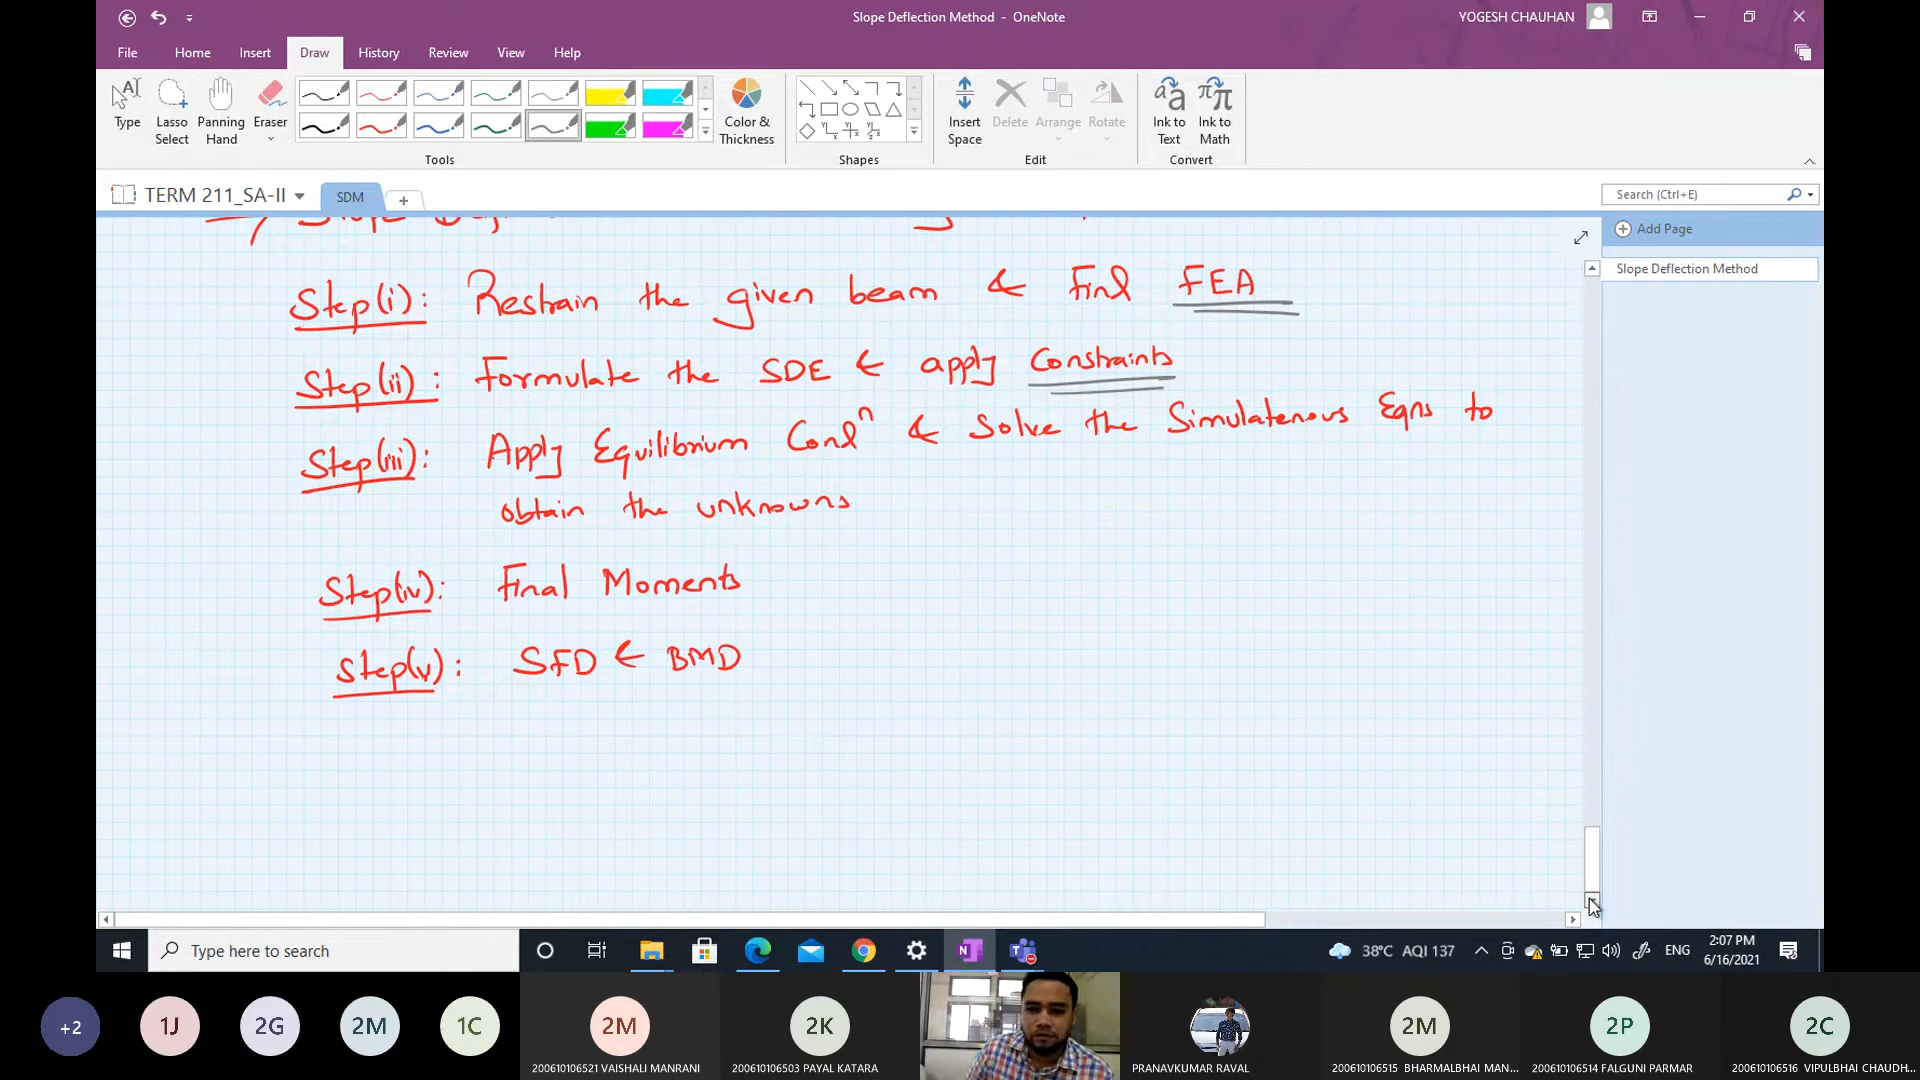 Slope Deflection Method - OneNote
YOGESH CHAUHAN
File Home Insert Draw History Review View Help
Type
Lasso Select
Panning Hand
Eraser
Color & Thickness
Insert Space
Delete
Arrange
Rotate
Ink to Text
Ink to Math
Tools
Shapes
Edit
Convert
TERM 211_SA-II
SDM
Search (Ctrl+E)
Add Page
Slope Deflection Method
Step(i): Restrain the given beam & Find FEA
Step(ii): Formulate the SDE & apply Constraints
Step(iii): Apply Equilibrium Condⁿ & Solve the Simulatenous Eqns to
obtain the unknowns
Step(iv): Final Moments
Step(v): SFD & BMD
Type here to search
38°C AQI 137
ENG
2:07 PM
6/16/2021
+2
1J
2G
2M
1C
2M
2K
2M
2P
2C
200610106521 VAISHALI MANRANI
200610106503 PAYAL KATARA
PRANAVKUMAR RAVAL
200610106515 BHARMALBHAI MAN...
200610106514 FALGUNI PARMAR
200610106516 VIPULBHAI CHAUDH...